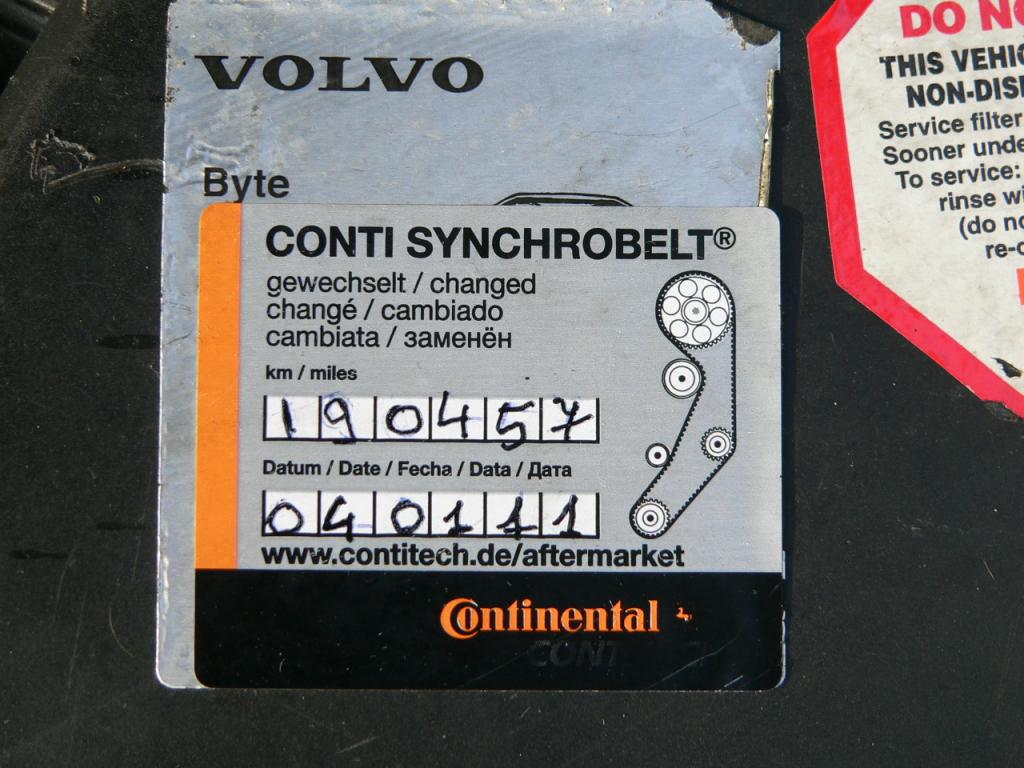 VOLVO
Byte
CONTI SYNCHROBELT®
gewechselt / changed
changé / cambiado
cambiata / заменён
km / miles
190457
Datum / Date / Fecha / Data / Дата
040111
www.contitech.de/aftermarket
Continental
CONT
DO NO
THIS VEHIC
NON-DIS
Service filter
Sooner unde
To service:
rinse wi
(do no
re-c